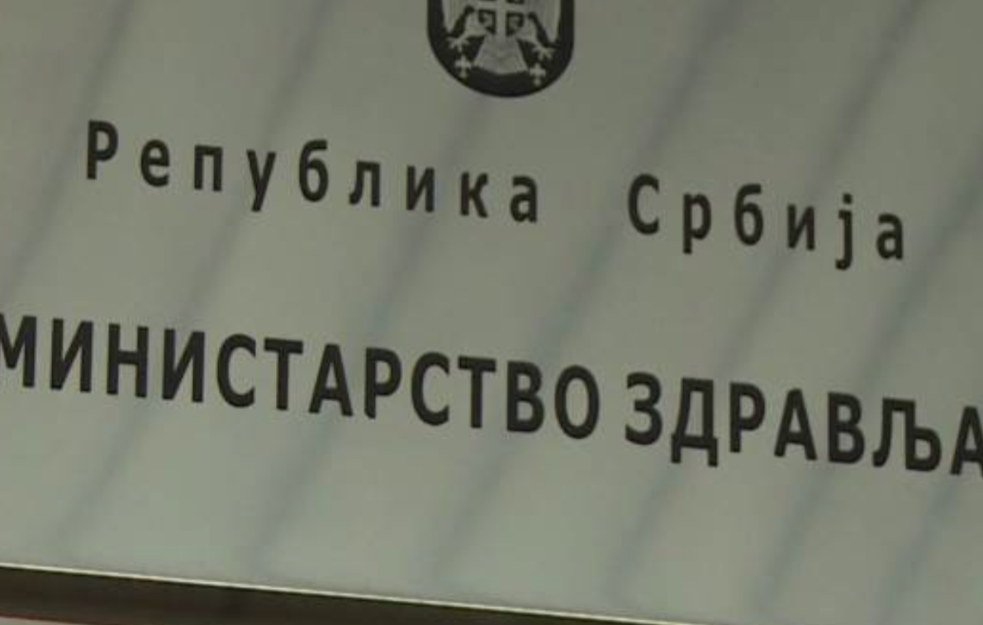 Република Србија
МИНИСТАРСТВО ЗДРАВЉА